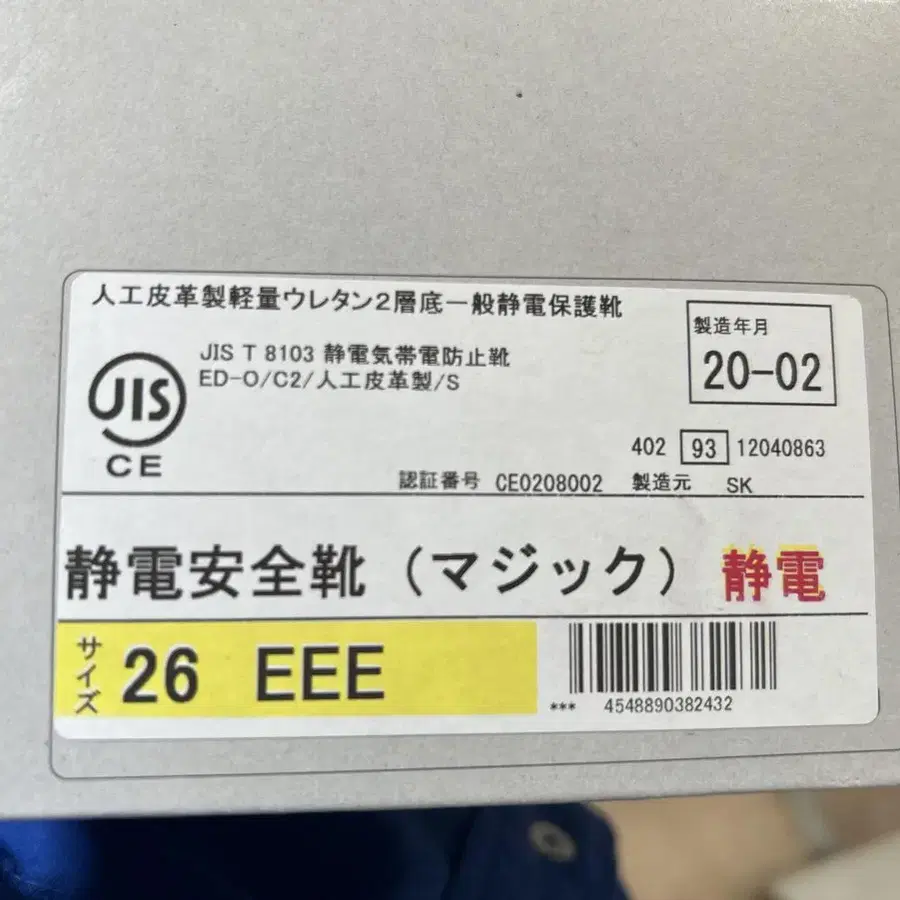 人工皮革製軽量ウレタン2層底一般静電保護靴
JIS T 8103 静電気帯電防止靴
ED-O/C2/人工皮革製/S
製造年月
20-02
JIS
CE
402 93 12040863
認証番号 CE0208002 製造元 SK
静電安全靴（マジック） 静電
サイズ 26 EEE
*** 4548890382432